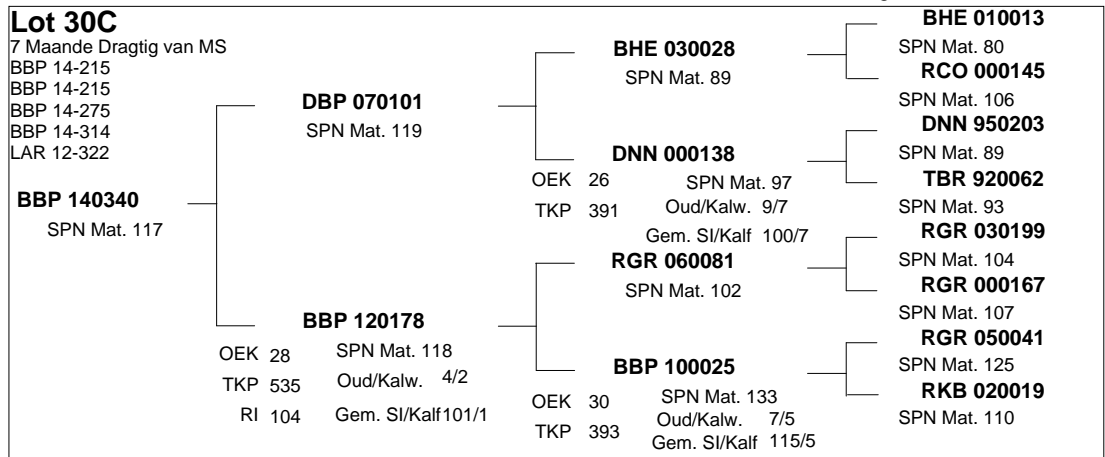 Lot 30C
7 Maande Dragtig van MS
BBP 14-215
BBP 14-215
BBP 14-275
BBP 14-314
LAR 12-322
BBP 140340
SPN Mat. 117
DBP 070101
SPN Mat. 119
BBP 120178
OEK 28 SPN Mat. 118
TKP 535 Oud/Kalw. 4/2
RI 104 Gem. SI/Kalf 101/1
BHE 030028
SPN Mat. 89
DNN 000138
OEK 26 SPN Mat. 97
TKP 391 Oud/Kalw. 9/7
Gem. SI/Kalf 100/7
RGR 060081
SPN Mat. 102
BBP 100025
OEK 30 SPN Mat. 133
Oud/Kalw. 7/5
TKP 393 Gem. SI/Kalf 115/5
BHE 010013
SPN Mat. 80
RCO 000145
SPN Mat. 106
DNN 950203
SPN Mat. 89
TBR 920062
SPN Mat. 93
RGR 030199
SPN Mat. 104
RGR 000167
SPN Mat. 107
RGR 050041
SPN Mat. 125
RKB 020019
SPN Mat. 110